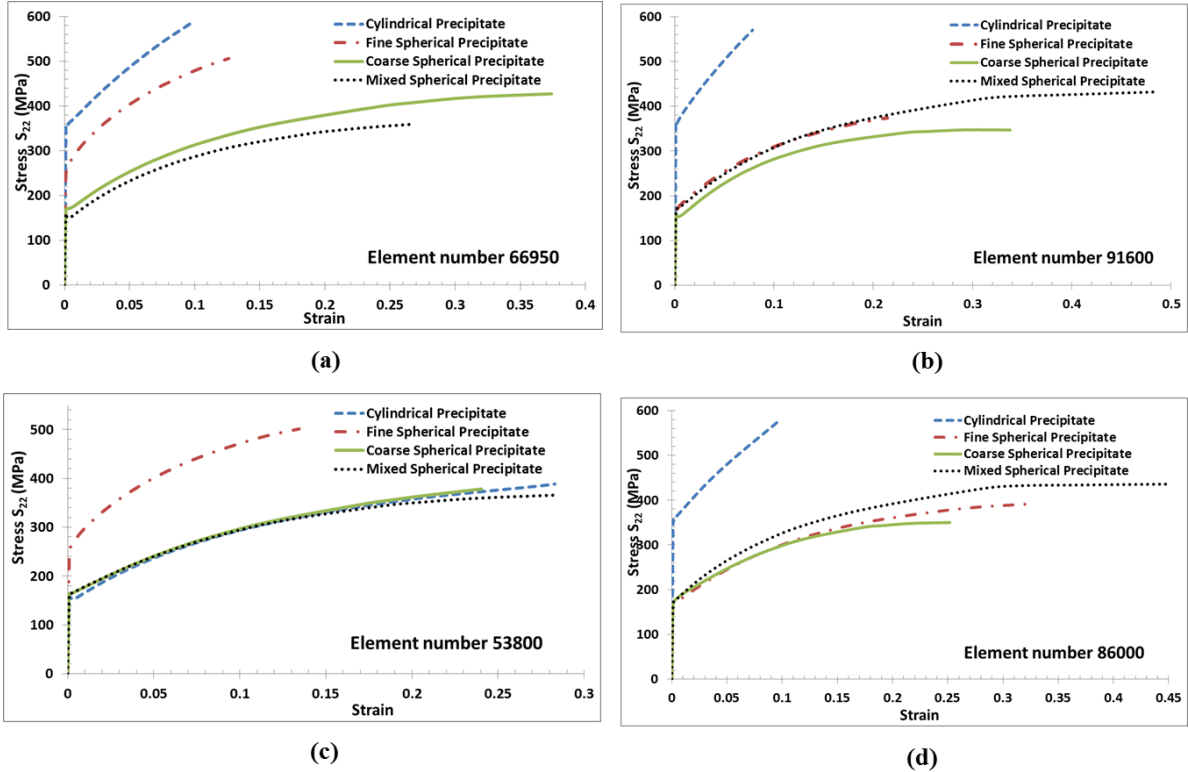 600
500
400
300
200
100
0
Stress S22 (MPa)
Cylindrical Precipitate
Fine Spherical Precipitate
Coarse Spherical Precipitate
Mixed Spherical Precipitate
Element number 66950
0 0.05 0.1 0.15 0.2 0.25 0.3 0.35 0.4
Strain
(a)
600
500
400
300
200
100
0
Stress S22 (MPa)
Cylindrical Precipitate
Fine Spherical Precipitate
Coarse Spherical Precipitate
Mixed Spherical Precipitate
Element number 91600
0 0.1 0.2 0.3 0.4 0.5
Strain
(b)
500
400
300
200
100
0
Stress S22 (MPa)
Cylindrical Precipitate
Fine Spherical Precipitate
Coarse Spherical Precipitate
Mixed Spherical Precipitate
Element number 53800
0 0.05 0.1 0.15 0.2 0.25 0.3
Strain
(c)
600
500
400
300
200
100
0
Stress S22 (MPa)
Cylindrical Precipitate
Fine Spherical Precipitate
Coarse Spherical Precipitate
Mixed Spherical Precipitate
Element number 86000
0 0.05 0.1 0.15 0.2 0.25 0.3 0.35 0.4 0.45
Strain
(d)